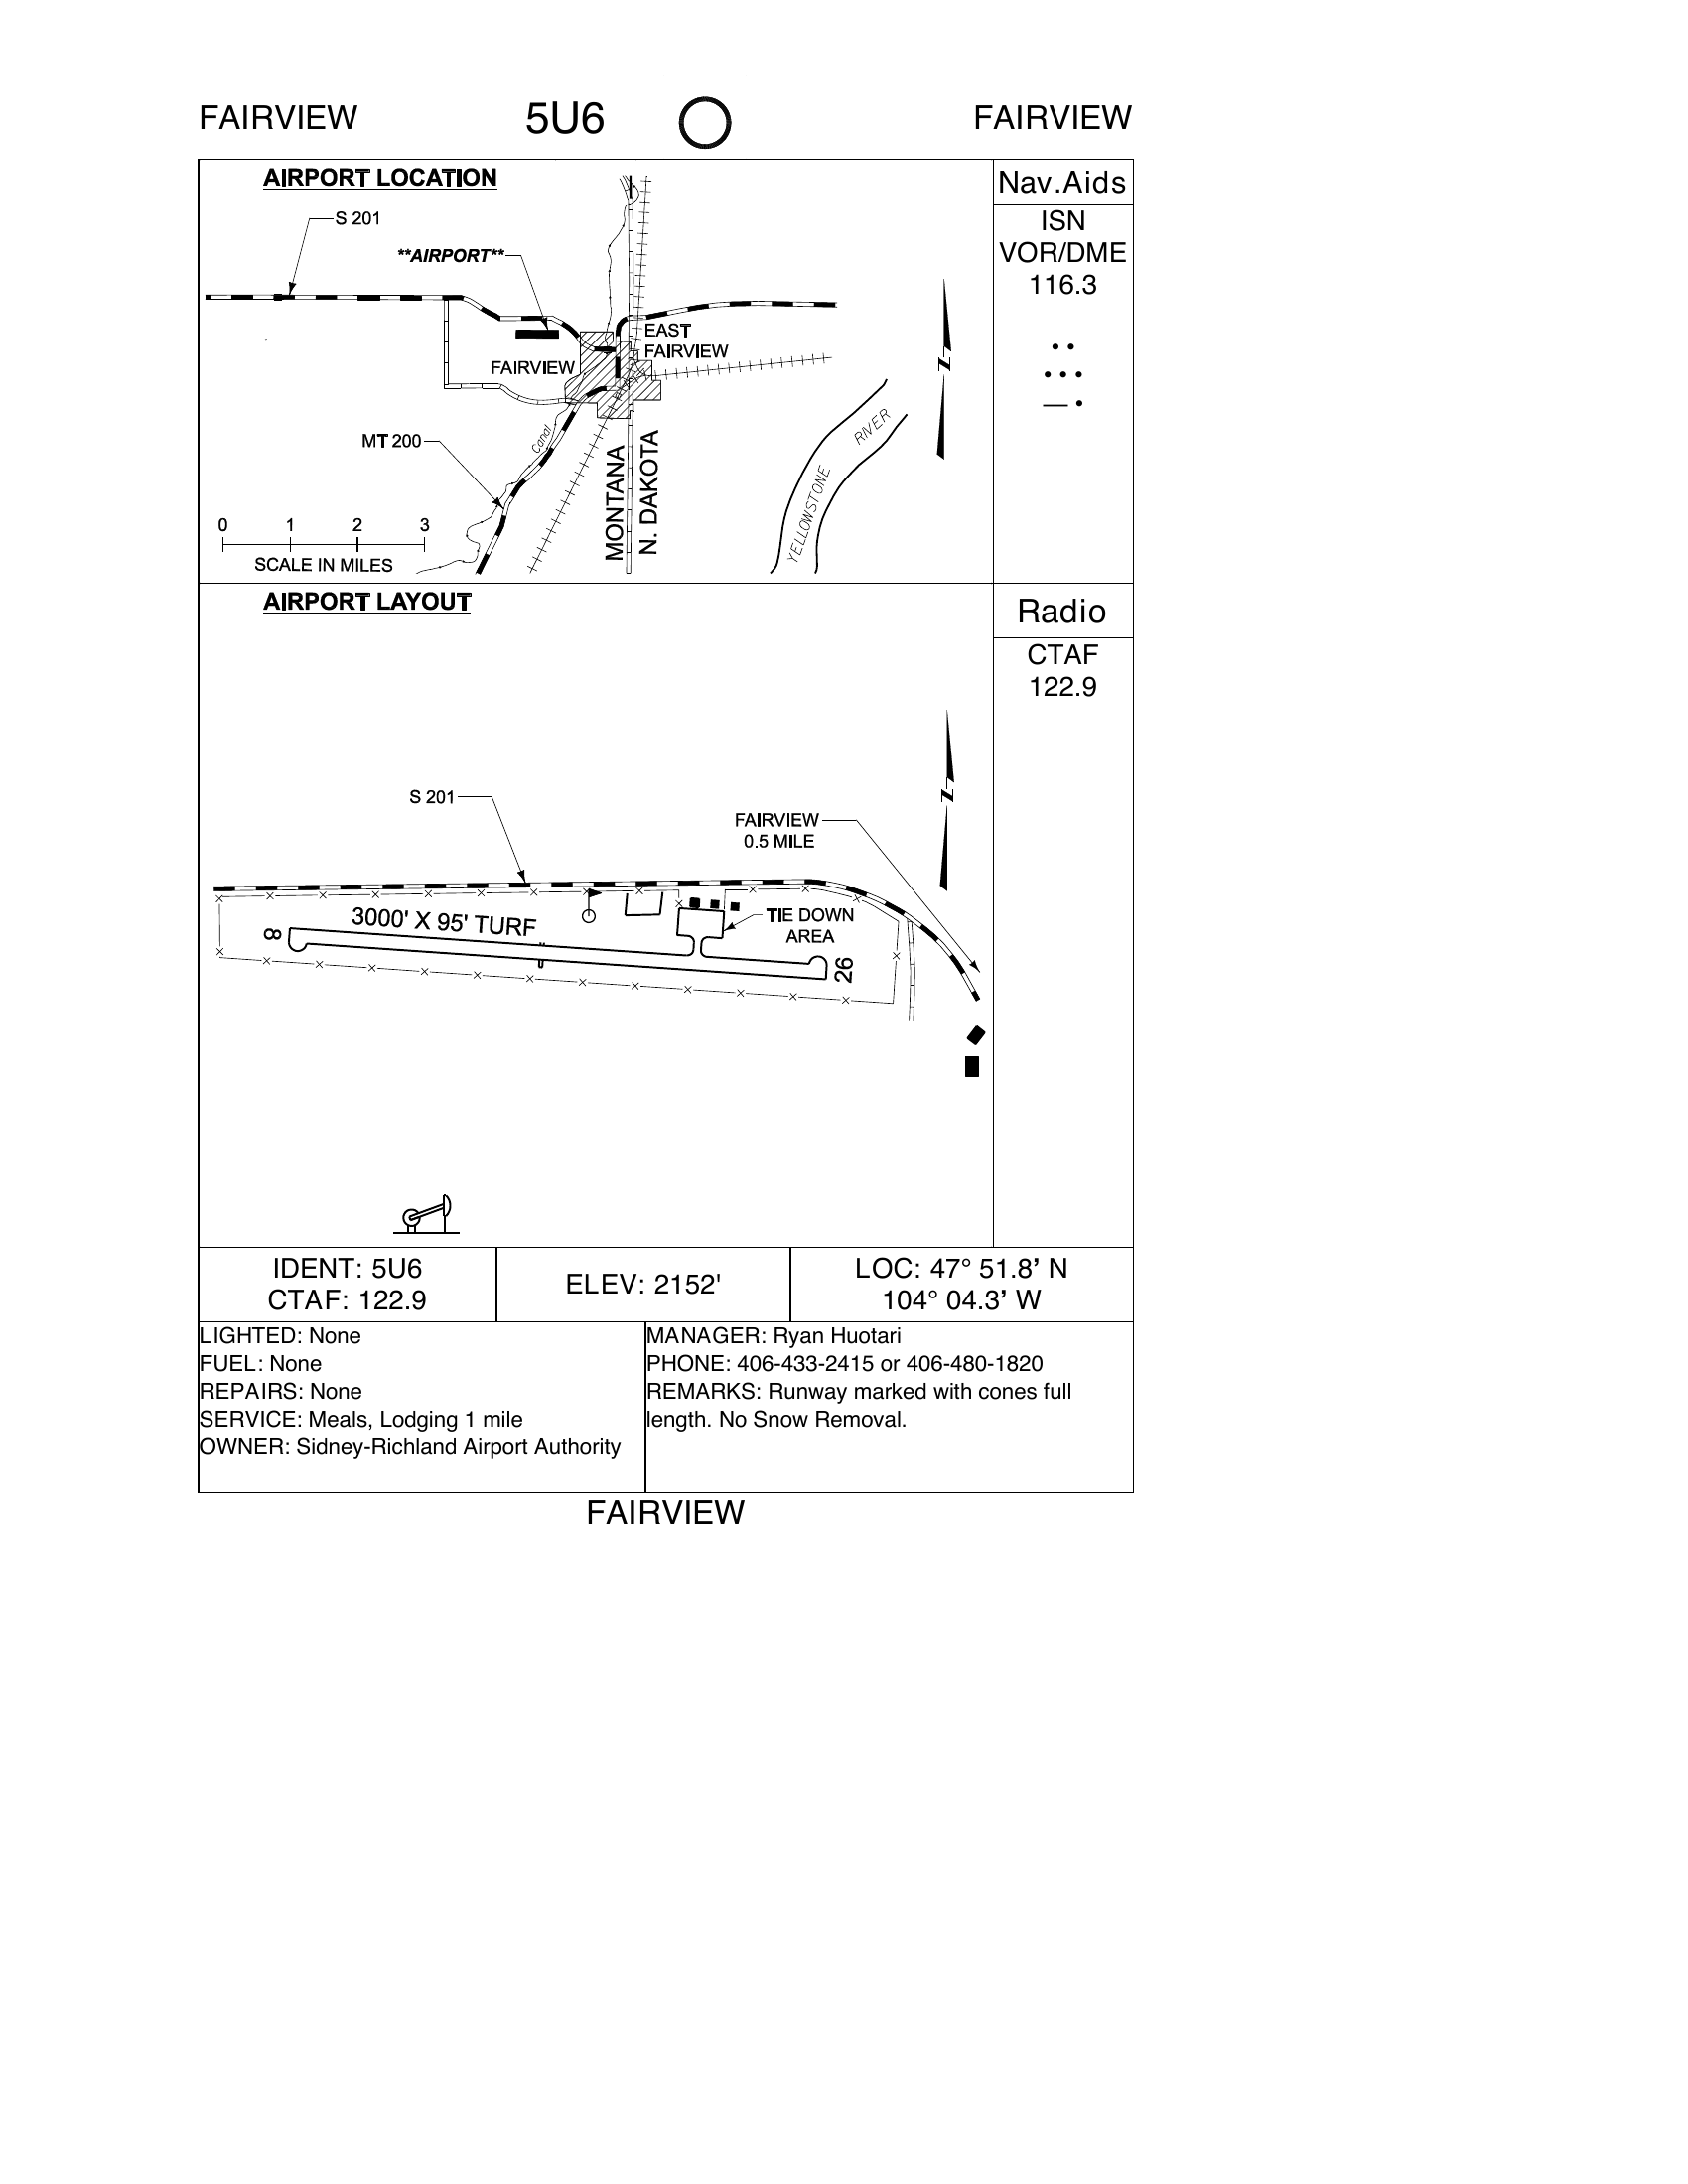 FAIRVIEW 5U6 FAIRVIEW
AIRPORT LOCATION
S 201
**AIRPORT**
EAST
FAIRVIEW
FAIRVIEW
MT 200
Canal
MONTANA
N. DAKOTA
YELLOWSTONE RIVER
N
0 1 2 3
SCALE IN MILES
Nav.Aids
ISN
VOR/DME
116.3
AIRPORT LAYOUT
Radio
CTAF
122.9
N
S 201
FAIRVIEW
0.5 MILE
3000' X 95' TURF
TIE DOWN
AREA
8
26
IDENT: 5U6
CTAF: 122.9
ELEV: 2152'
LOC: 47° 51.8’ N
104° 04.3’ W
LIGHTED: None
FUEL: None
REPAIRS: None
SERVICE: Meals, Lodging 1 mile
OWNER: Sidney-Richland Airport Authority
MANAGER: Ryan Huotari
PHONE: 406-433-2415 or 406-480-1820
REMARKS: Runway marked with cones full
length. No Snow Removal.
FAIRVIEW